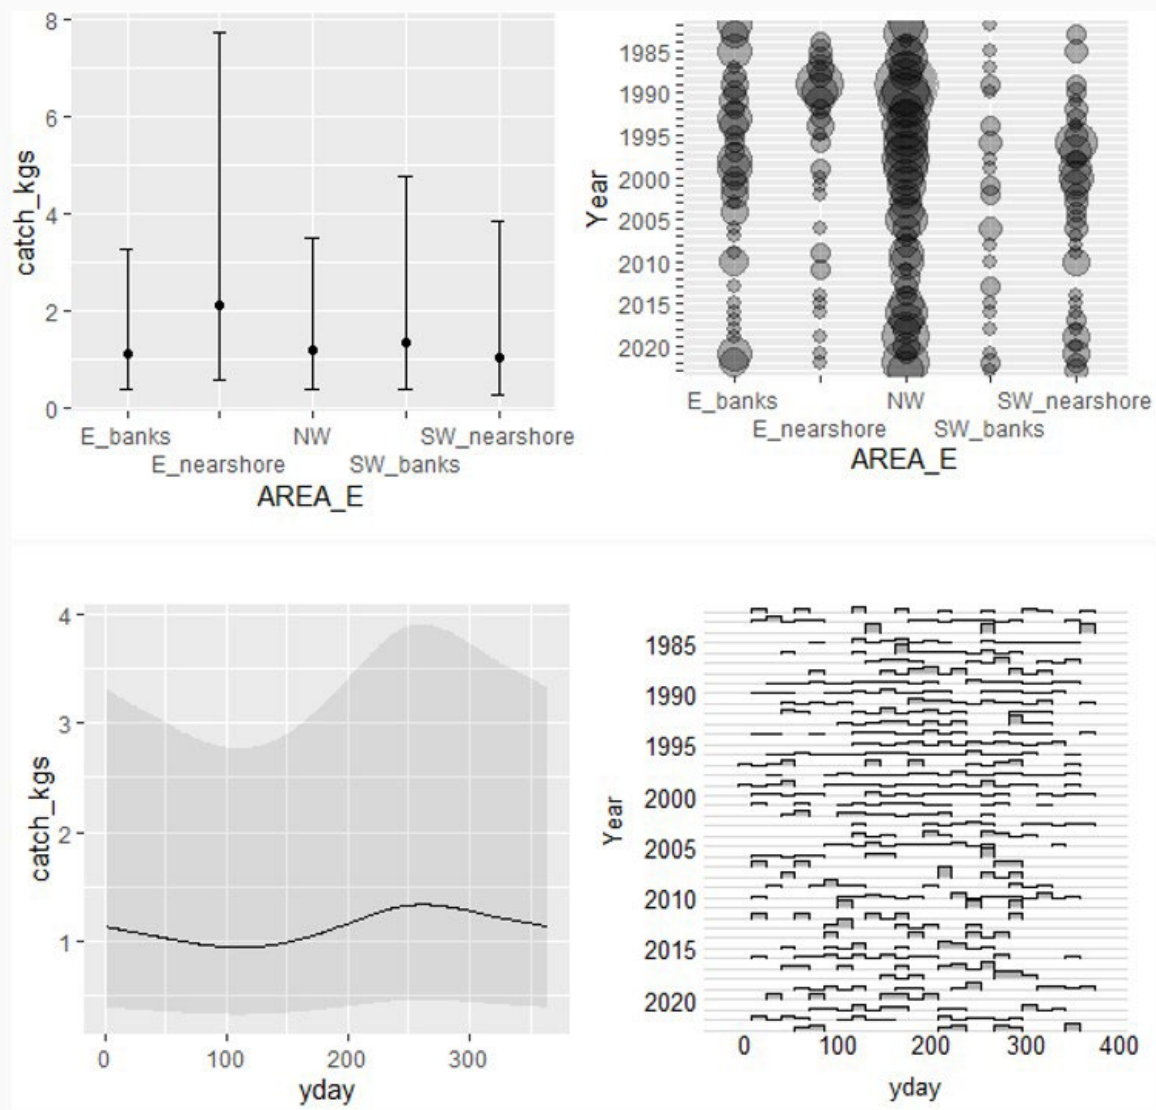 8
6
4
2
0
catch_kgs
E_banks NW SW_nearshore
E_nearshore SW_banks
AREA_E
1985
1990
1995
2000
2005
2010
2015
2020
Year
E_banks NW SW_nearshore
E_nearshore SW_banks
AREA_E
4
3
2
1
catch_kgs
0 100 200 300
yday
1985
1990
1995
2000
2005
2010
2015
2020
Year
0 100 200 300 400
yday